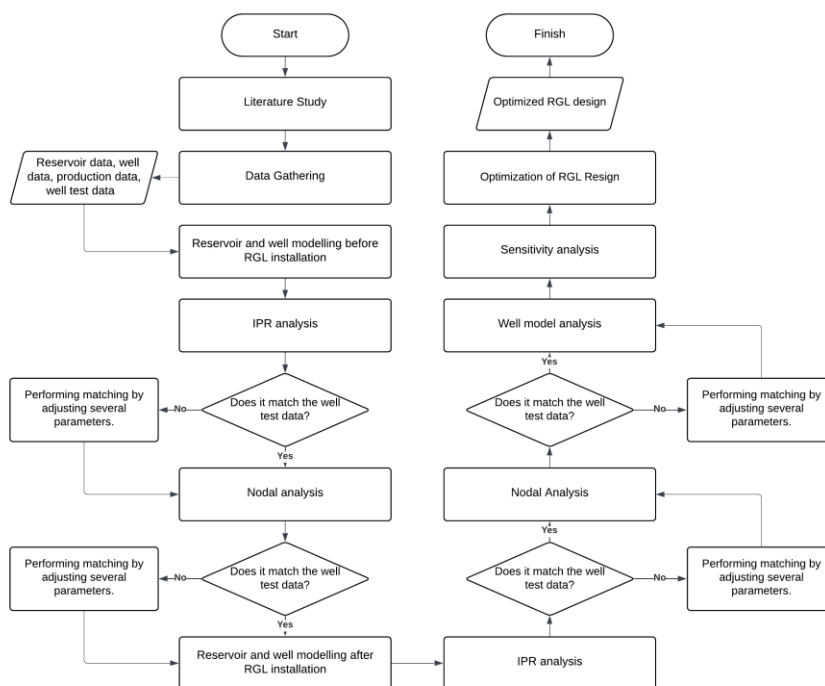 Start
Literature Study
Data Gathering
Reservoir data, well
data, production data,
well test data
Reservoir and well modelling before
RGL installation
IPR analysis
Does it match the well
test data?
No
Performing matching by
adjusting several
parameters.
Yes
Nodal analysis
Does it match the well
test data?
No
Performing matching by
adjusting several
parameters.
Yes
Reservoir and well modelling after
RGL installation
IPR analysis
Does it match the well
test data?
No
Performing matching by
adjusting several
parameters.
Yes
Nodal Analysis
Does it match the well
test data?
No
Performing matching by
adjusting several
parameters.
Yes
Well model analysis
Sensitivity analysis
Optimization of RGL Resign
Optimized RGL design
Finish